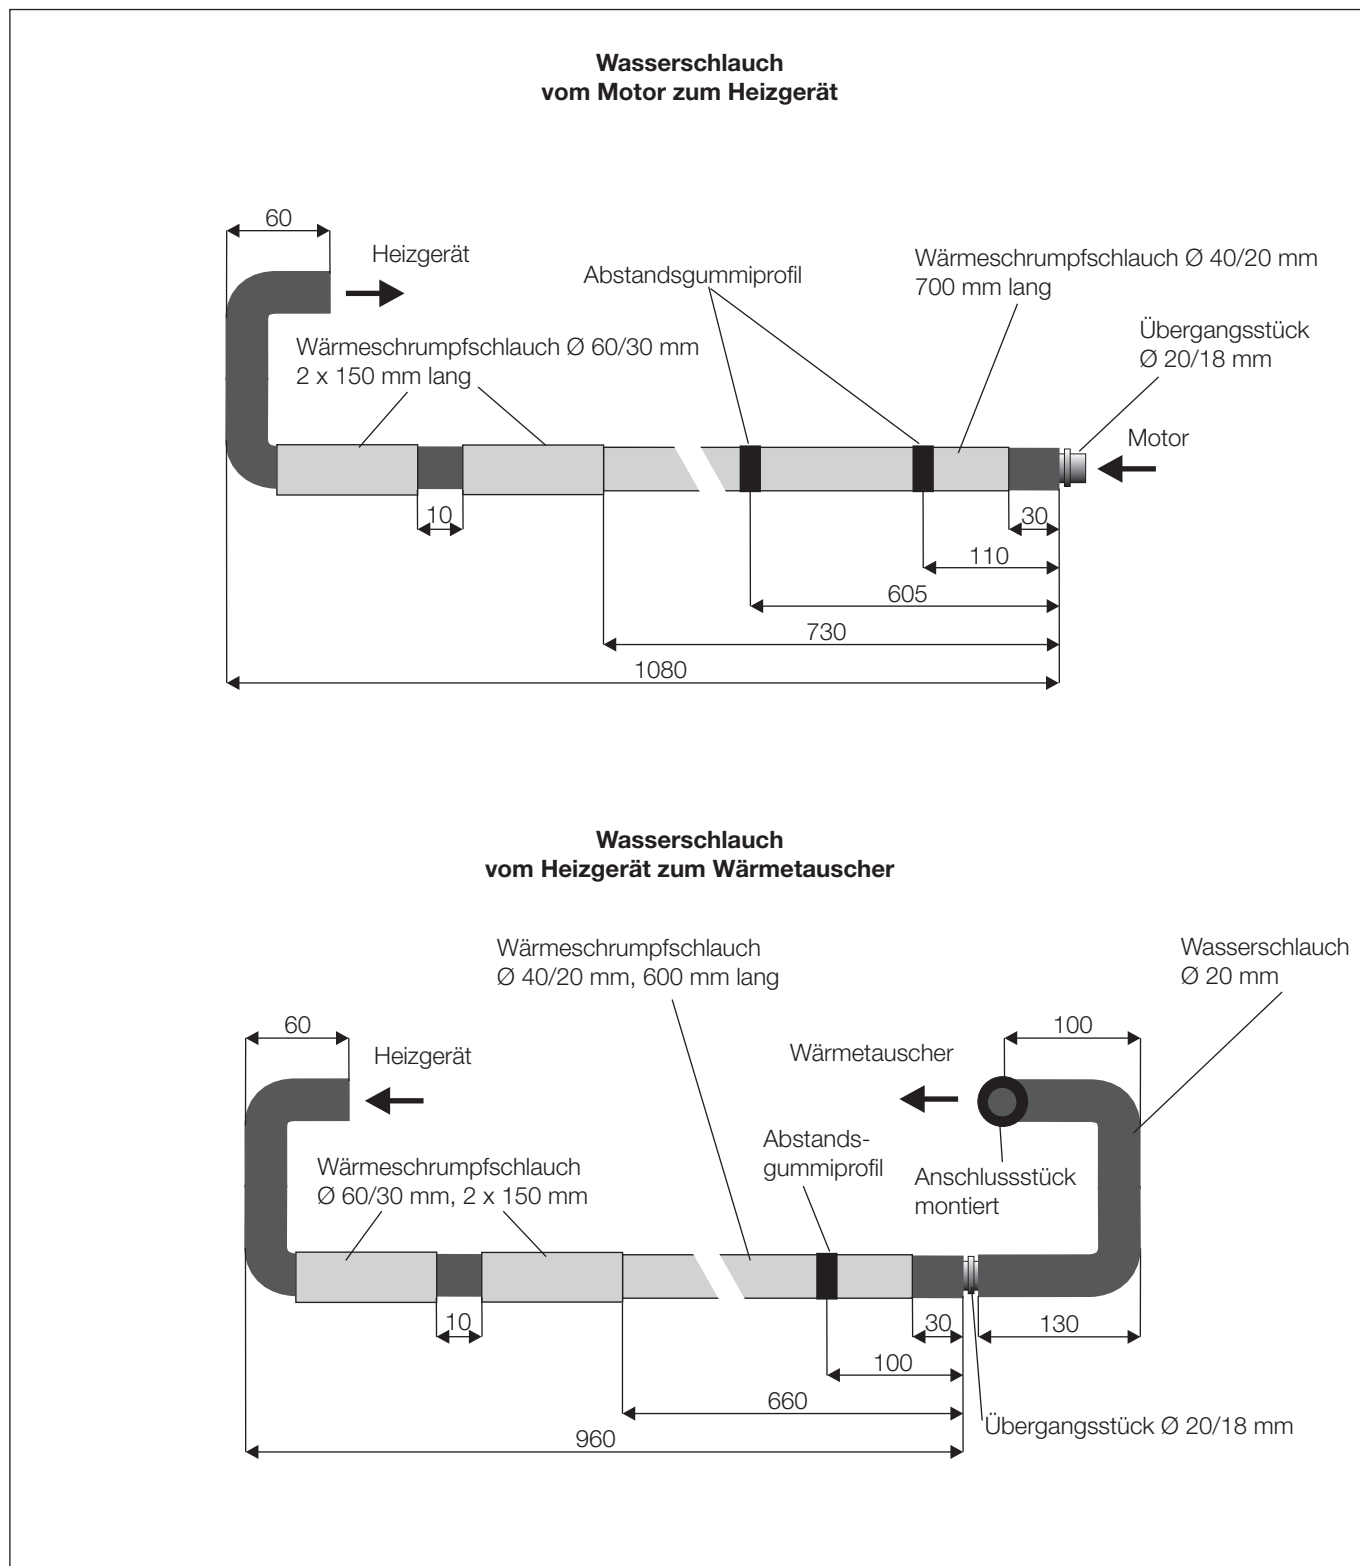 Wasserschlauch
vom Motor zum Heizgerät
60
Heizgerät
Abstandsgummiprofil
Wärmeschrumpfschlauch Ø 40/20 mm
700 mm lang
Übergangsstück
Ø 20/18 mm
Wärmeschrumpfschlauch Ø 60/30 mm
2 x 150 mm lang
Motor
10
30
110
605
730
1080
Wasserschlauch
vom Heizgerät zum Wärmetauscher
Wärmeschrumpfschlauch
Ø 40/20 mm, 600 mm lang
Wasserschlauch
Ø 20 mm
60
100
Heizgerät
Wärmetauscher
Abstands-
gummiprofil
Anschlussstück
montiert
Wärmeschrumpfschlauch
Ø 60/30 mm, 2 x 150 mm
10
30
130
100
660
Übergangsstück Ø 20/18 mm
960